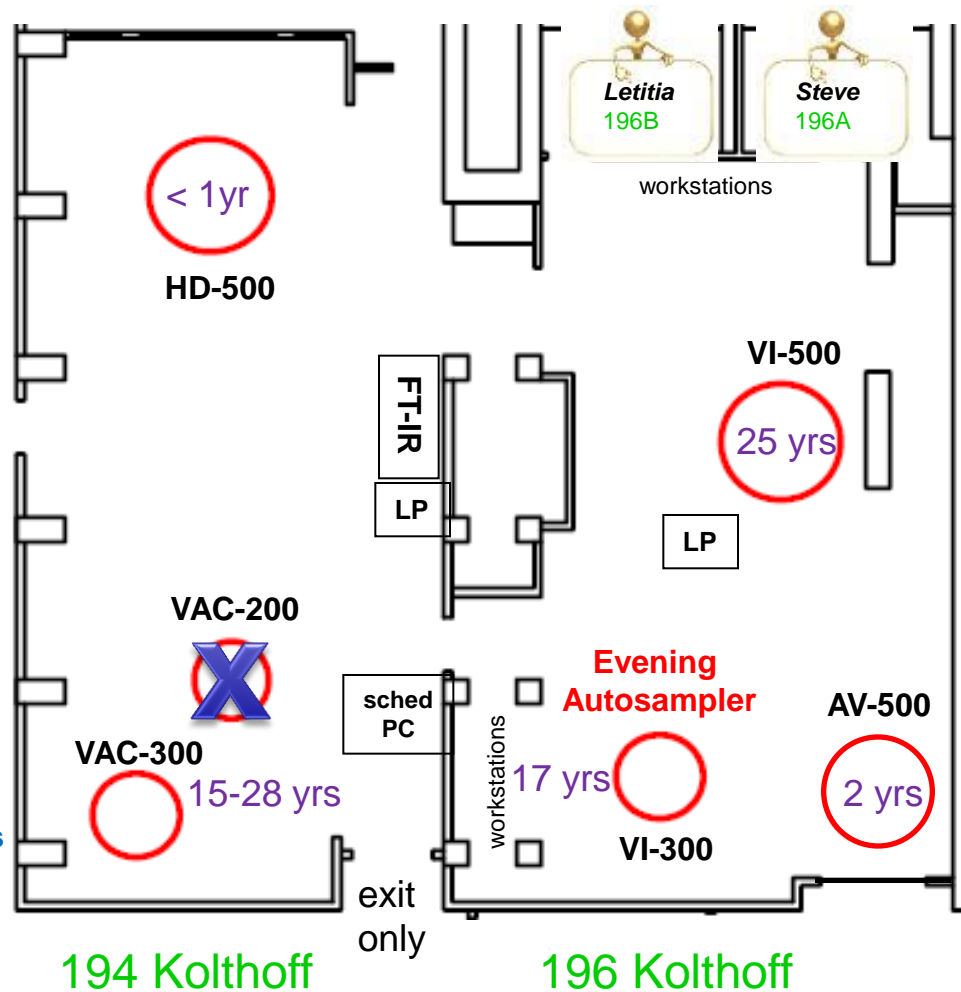 Letitia
196B
Steve
196A
workstations
< 1yr
HD-500
VI-500
25 yrs
FT-IR
LP
LP
VAC-200
X
Evening
Autosampler
sched
PC
AV-500
VAC-300
15-28 yrs
workstations
17 yrs
2 yrs
VI-300
s
exit
only
194 Kolthoff
196 Kolthoff